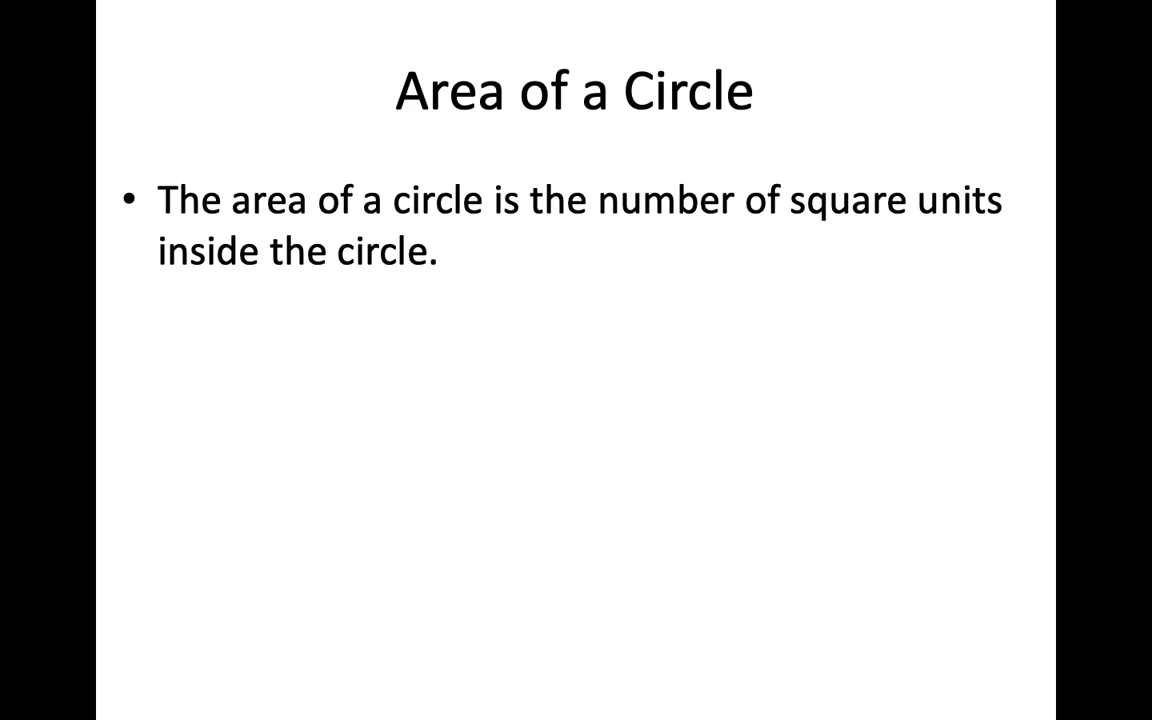 Area of a Circle
• The area of a circle is the number of square units
inside the circle.